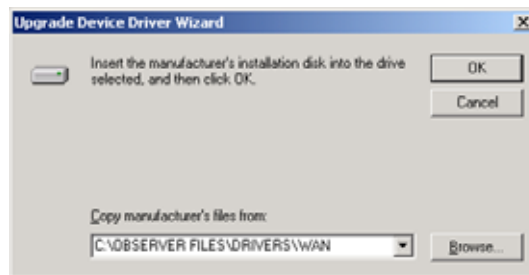 Upgrade Device Driver Wizard
Insert the manufacturer's installation disk into the drive
selected, and then click OK.
OK
Cancel
Copy manufacturer's files from:
C:\OBSERVER FILES\DRIVERS\WAN
Browse...